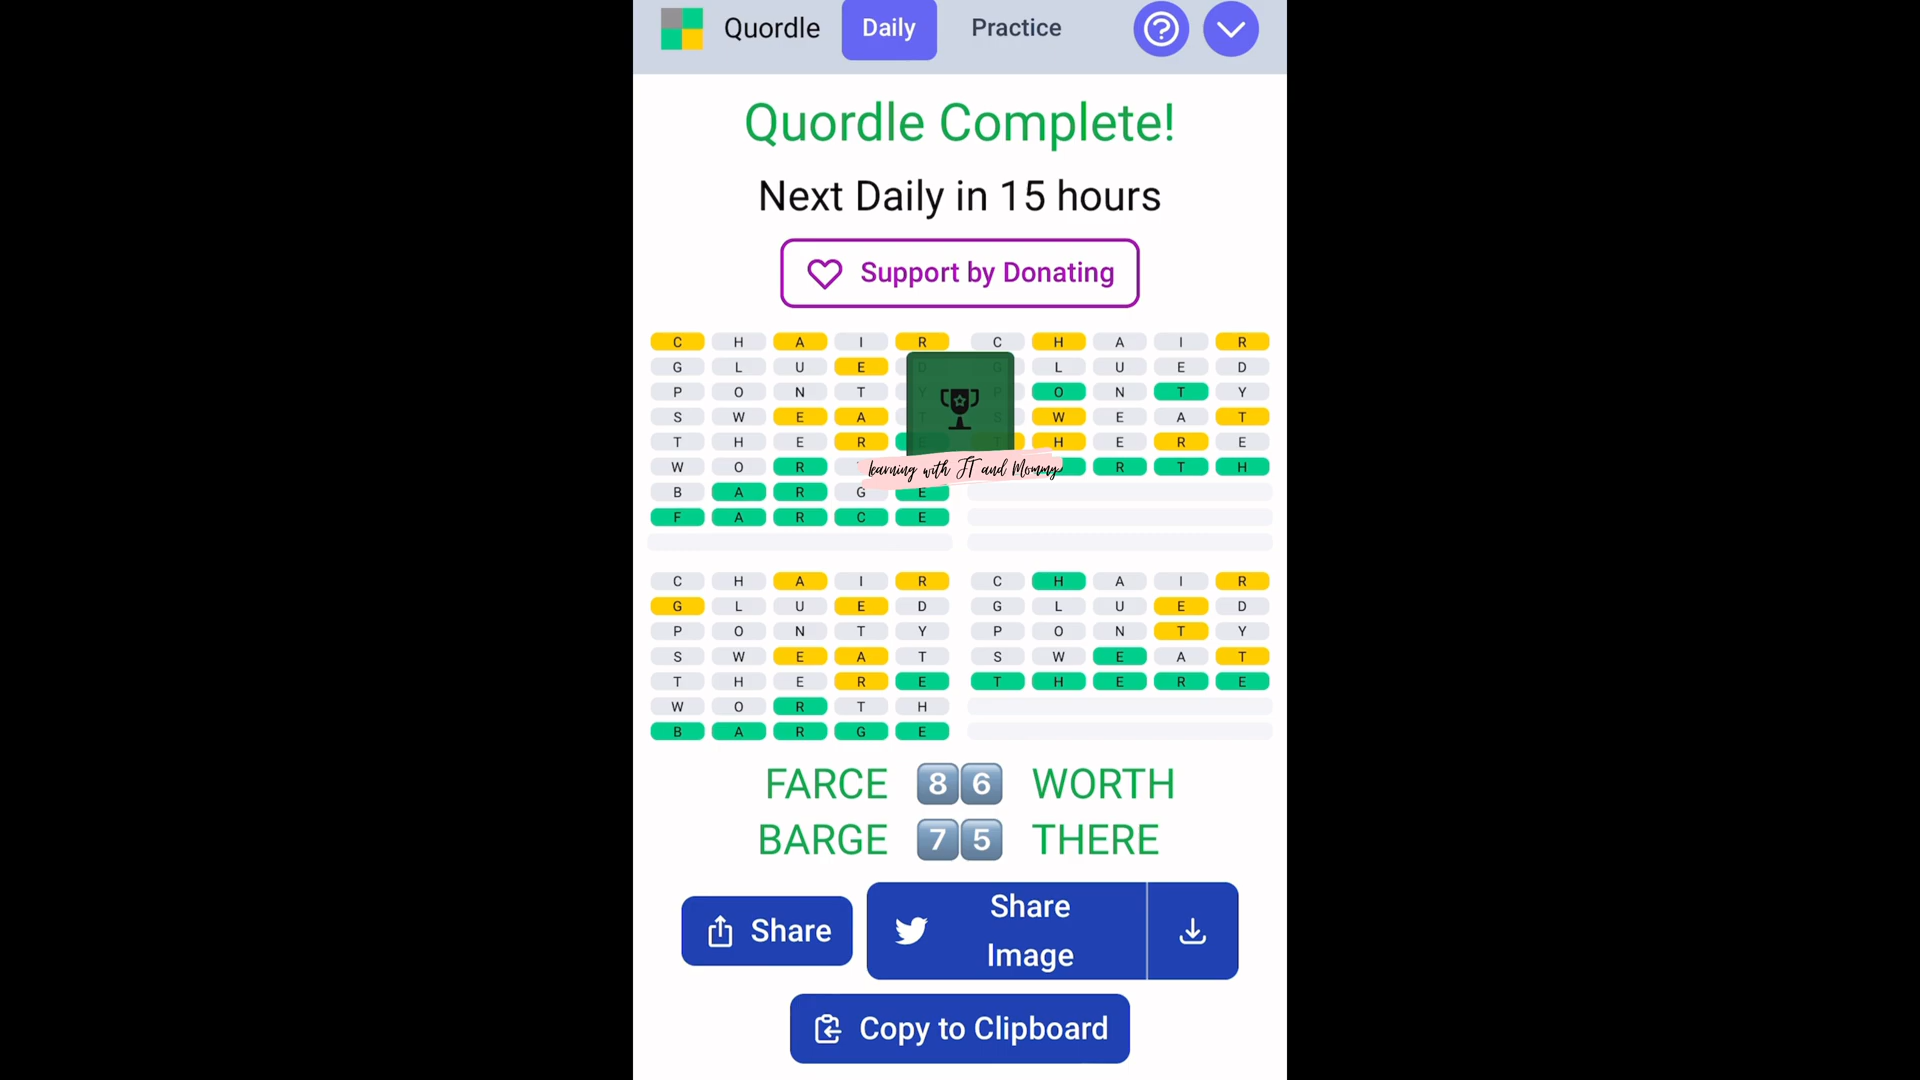 Quordle Daily Practice
Quordle Complete!
Next Daily in 15 hours
Support by Donating
C H A I R C H A I R
G L U E D G L U E D
P O N T Y P O N T Y
S W E A T S W E A T
T H E R E T H E R E
W O R R T H
learning with JT and Mommy
B A R G E
F A R C E
C H A I R C H A I R
G L U E D G L U E D
P O N T Y P O N T Y
S W E A T S W E A T
T H E R E T H E R E
W O R T H
B A R G E
FARCE 8 6 WORTH
BARGE 7 5 THERE
Share
Share
Image
Copy to Clipboard